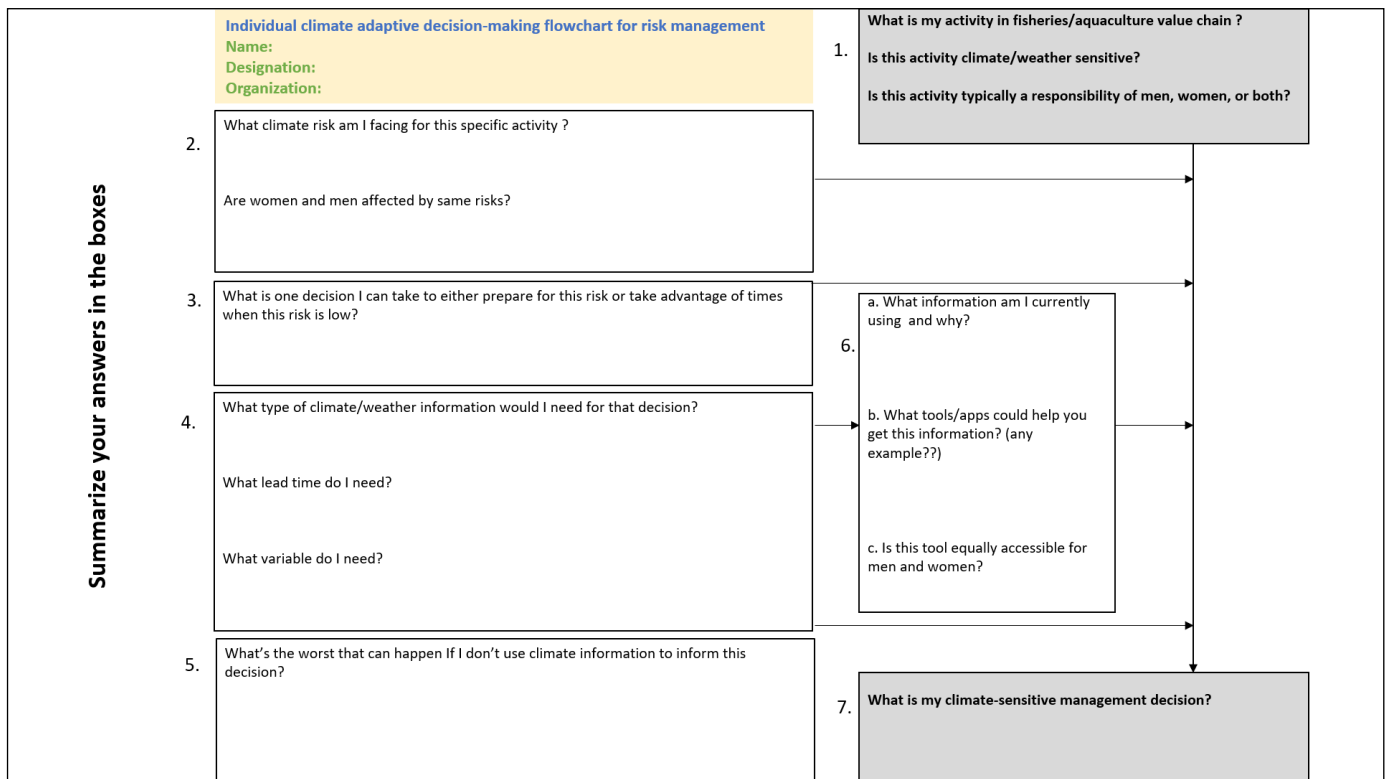 Individual climate adaptive decision-making flowchart for risk management
Name:
Designation:
Organization:
1.
What is my activity in fisheries/aquaculture value chain ?
Is this activity climate/weather sensitive?
Is this activity typically a responsibility of men, women, or both?
Summarize your answers in the boxes
2.
What climate risk am I facing for this specific activity ?
Are women and men affected by same risks?
3.
What is one decision I can take to either prepare for this risk or take advantage of times
when this risk is low?
4.
What type of climate/weather information would I need for that decision?
What lead time do I need?
What variable do I need?
5.
What's the worst that can happen If I don't use climate information to inform this
decision?
6.
a. What information am I currently
using  and why?
b. What tools/apps could help you
get this information? (any
example??)
c. Is this tool equally accessible for
men and women?
7.
What is my climate-sensitive management decision?